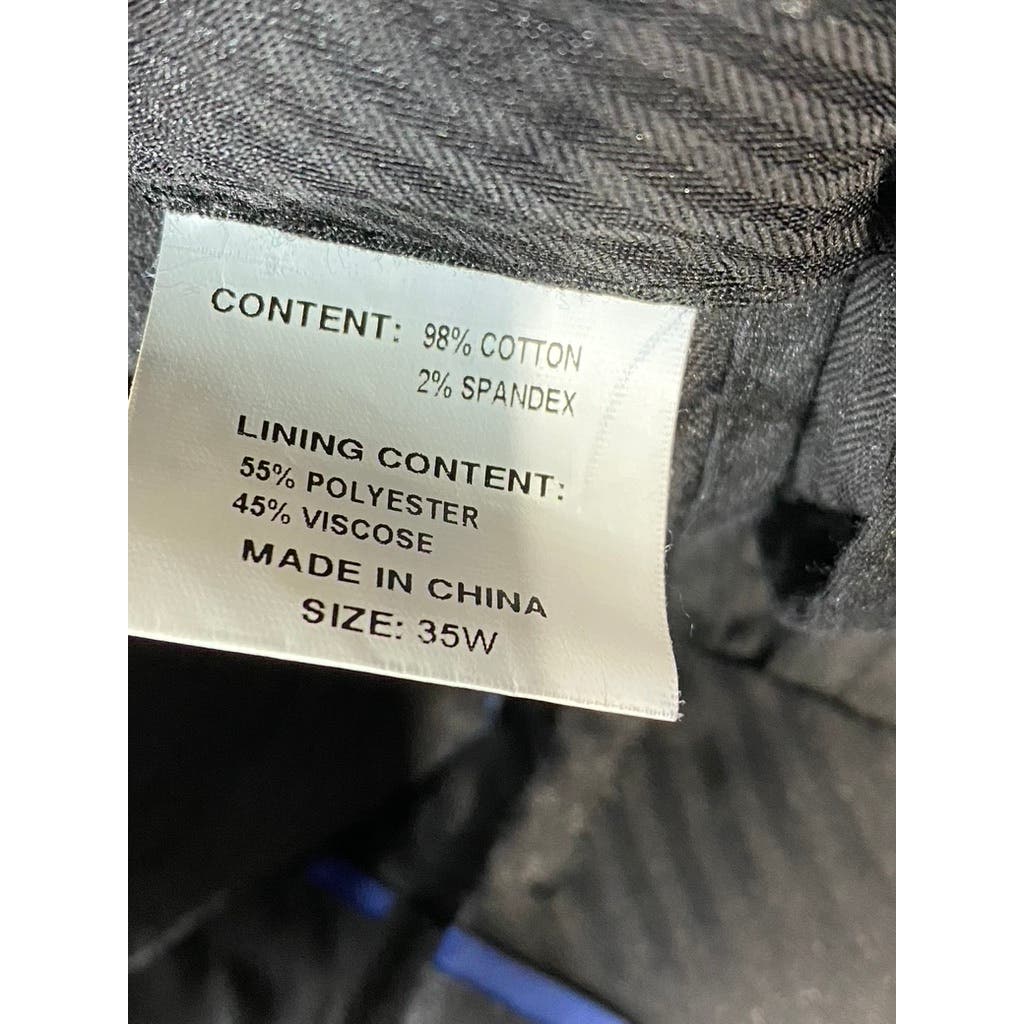 CONTENT: 98% COTTON
2% SPANDEX
LINING CONTENT:
55% POLYESTER
45% VISCOSE
MADE IN CHINA
SIZE: 35W